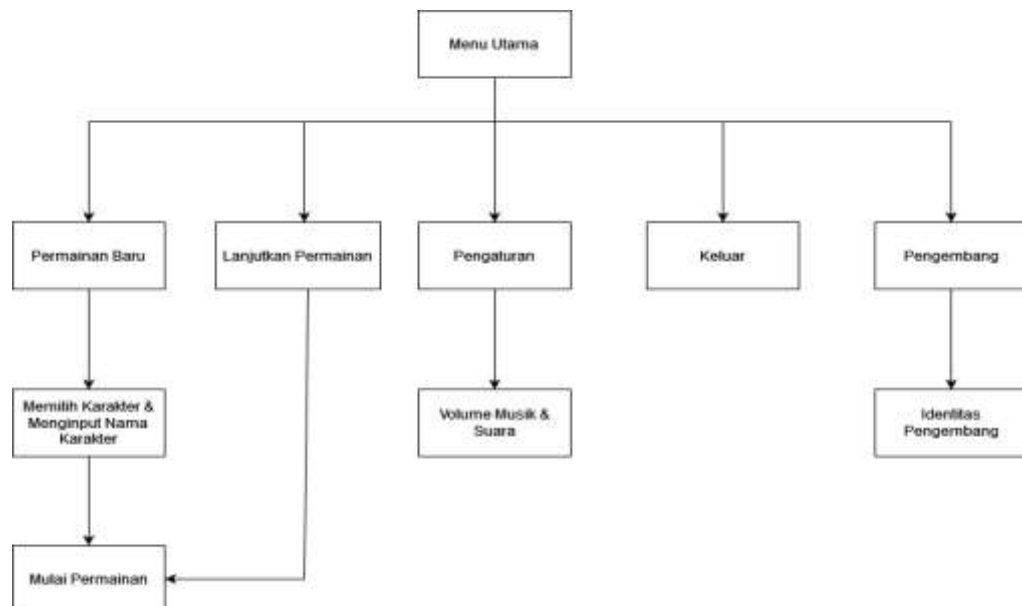 Menu Utama
Permainan Baru
Lanjutkan Permainan
Pengaturan
Keluar
Pengembang
Memilih Karakter &
Menginput Nama
Karakter
Volume Musik &
Suara
Identitas
Pengembang
Mulai Permainan